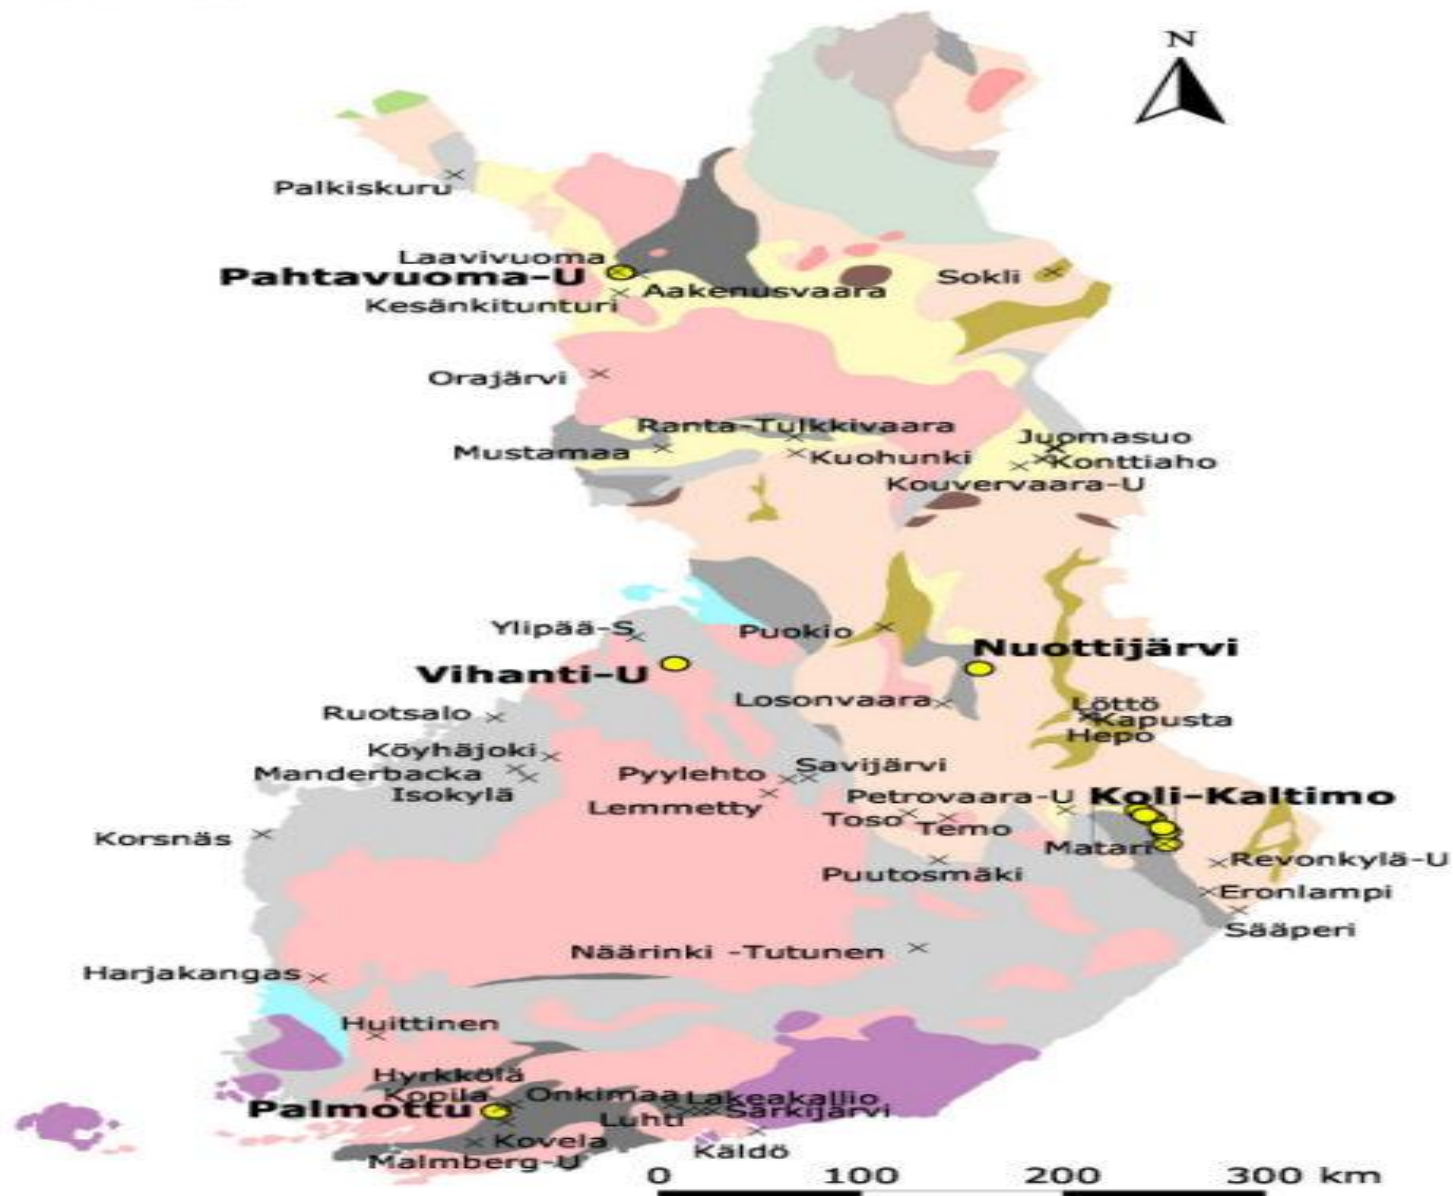 N
Palkiskuru
Laavivuoma
Pahtavuoma-U
Sokli
Aakenusvaara
Kesänkitunturi
Orajärvi
Ranta-Tulkkivaara
Juomasuo
Mustamaa
Kuohunki
Konttiaho
Kouvervaara-U
Ylipää-S
Puokio
Nuottijärvi
Vihanti-U
Losonvaara
Löttö
Ruotsalo
Kapusta
Hepo
Köyhäjoki
Savijärvi
Manderbacka
Pyylehto
Isokylä
Petrovaara-U
Koli-Kaltimo
Lemmetty
Toso
Temo
Korsnäs
Matari
Revonkylä-U
Puutosmäki
Eronlampi
Sääperi
Näärinki -Tutunen
Harjakangas
Huittinen
Hyrkkölä
Kopila
Onkimaa
Lakeakallio
Palmottu
Särkijärvi
Luhti
Kovela
Käldö
Malmberg-U
0 100 200 300 km